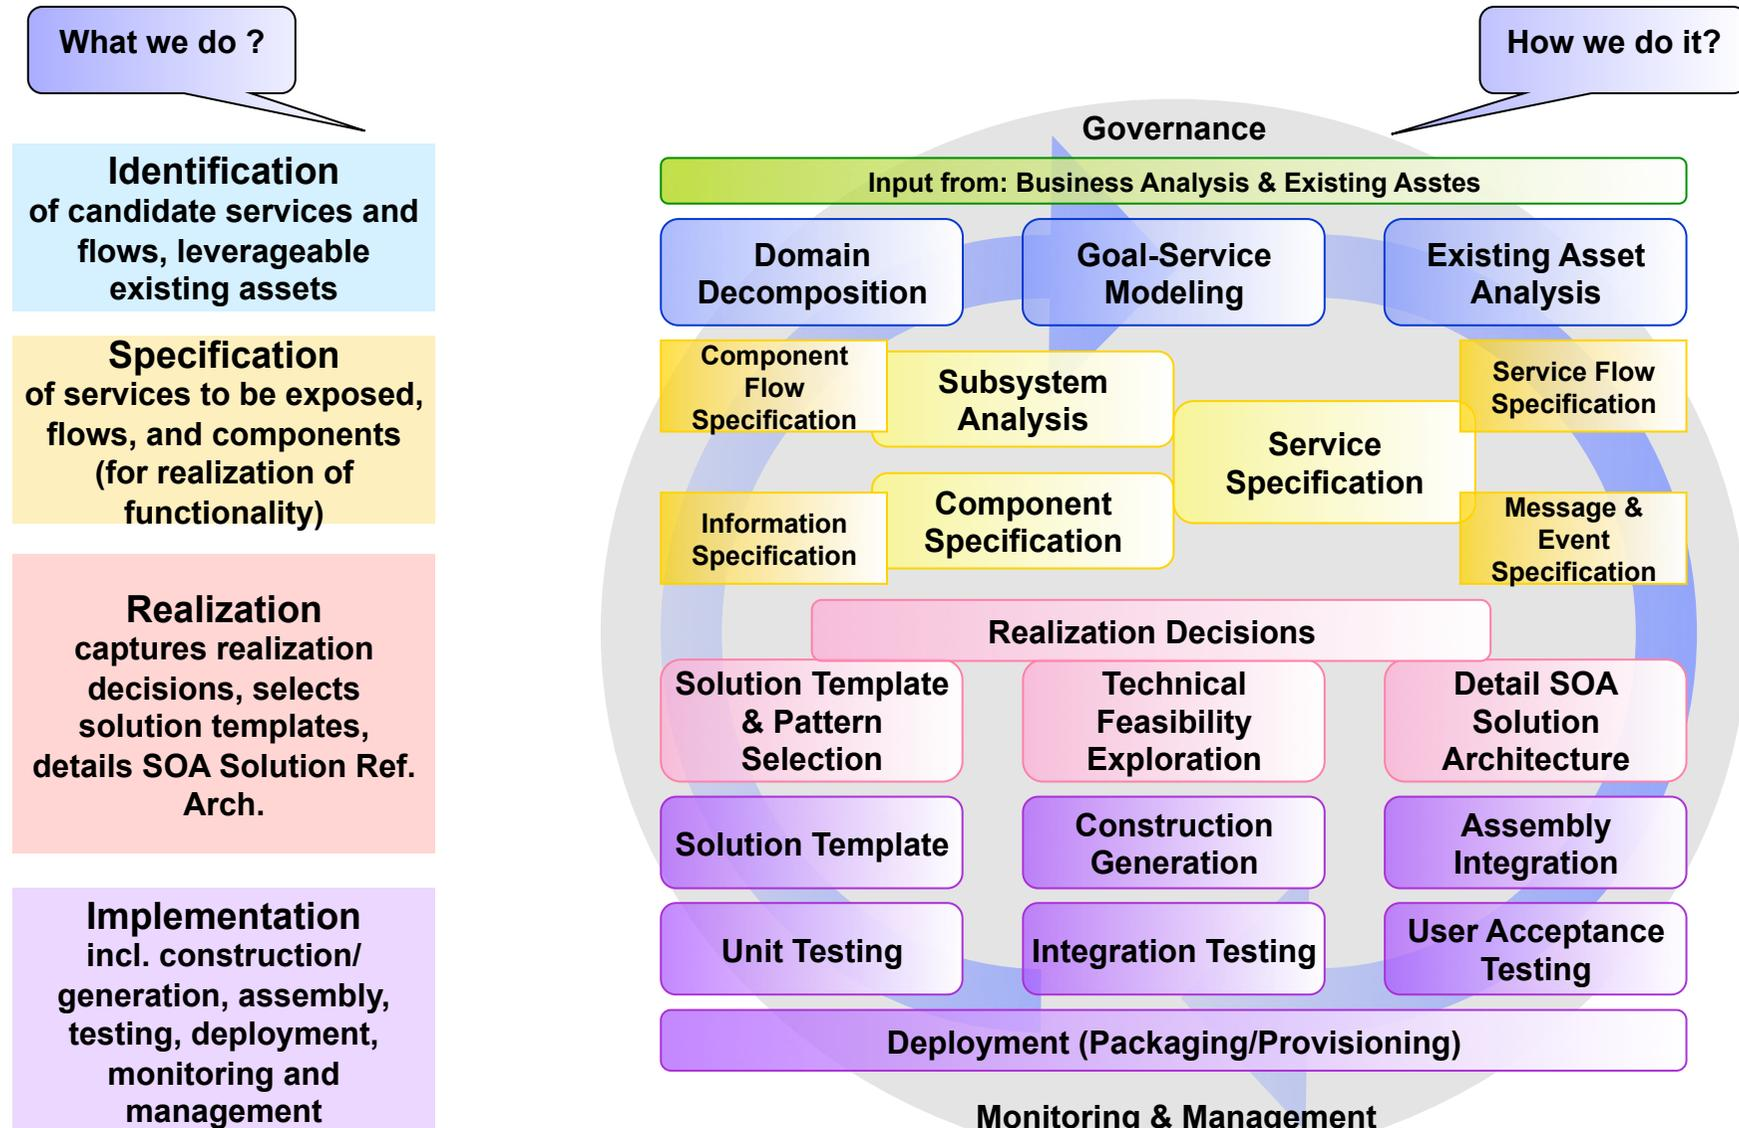 What we do ?
How we do it?
Identification
of candidate services and
flows, leverageable
existing assets
Specification
of services to be exposed,
flows, and components
(for realization of
functionality)
Realization
captures realization
decisions, selects
solution templates,
details SOA Solution Ref.
Arch.
Implementation
incl. construction/
generation, assembly,
testing, deployment,
monitoring and
management
Governance
Input from: Business Analysis & Existing Asstes
Domain
Decomposition
Goal-Service
Modeling
Existing Asset
Analysis
Component
Flow
Specification
Subsystem
Analysis
Service
Specification
Service Flow
Specification
Information
Specification
Component
Specification
Message &
Event
Specification
Realization Decisions
Solution Template
& Pattern
Selection
Technical
Feasibility
Exploration
Detail SOA
Solution
Architecture
Solution Template
Construction
Generation
Assembly
Integration
Unit Testing
Integration Testing
User Acceptance
Testing
Deployment (Packaging/Provisioning)
Monitoring & Management